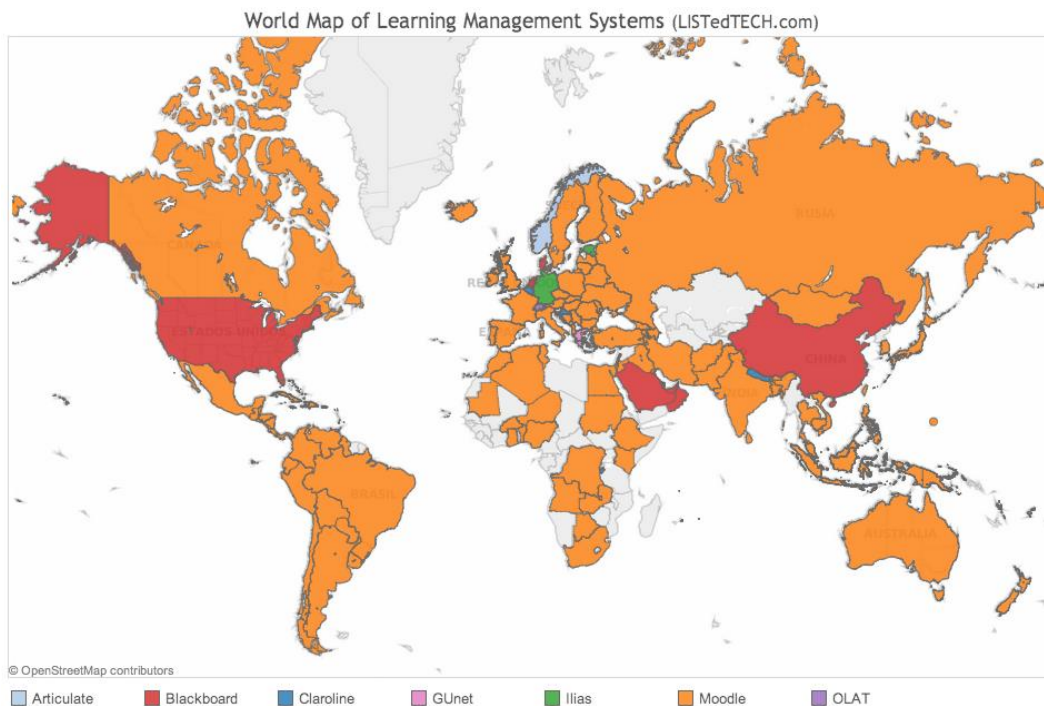 World Map of Learning Management Systems (LISTedTECH.com)
CANADA
RUSIA
ESTADOS UNIDOS
CHINA
INDIA
BRASIL
AUSTRALIA
© OpenStreetMap contributors
Articulate Blackboard Claroline GUnet Ilias Moodle OLAT